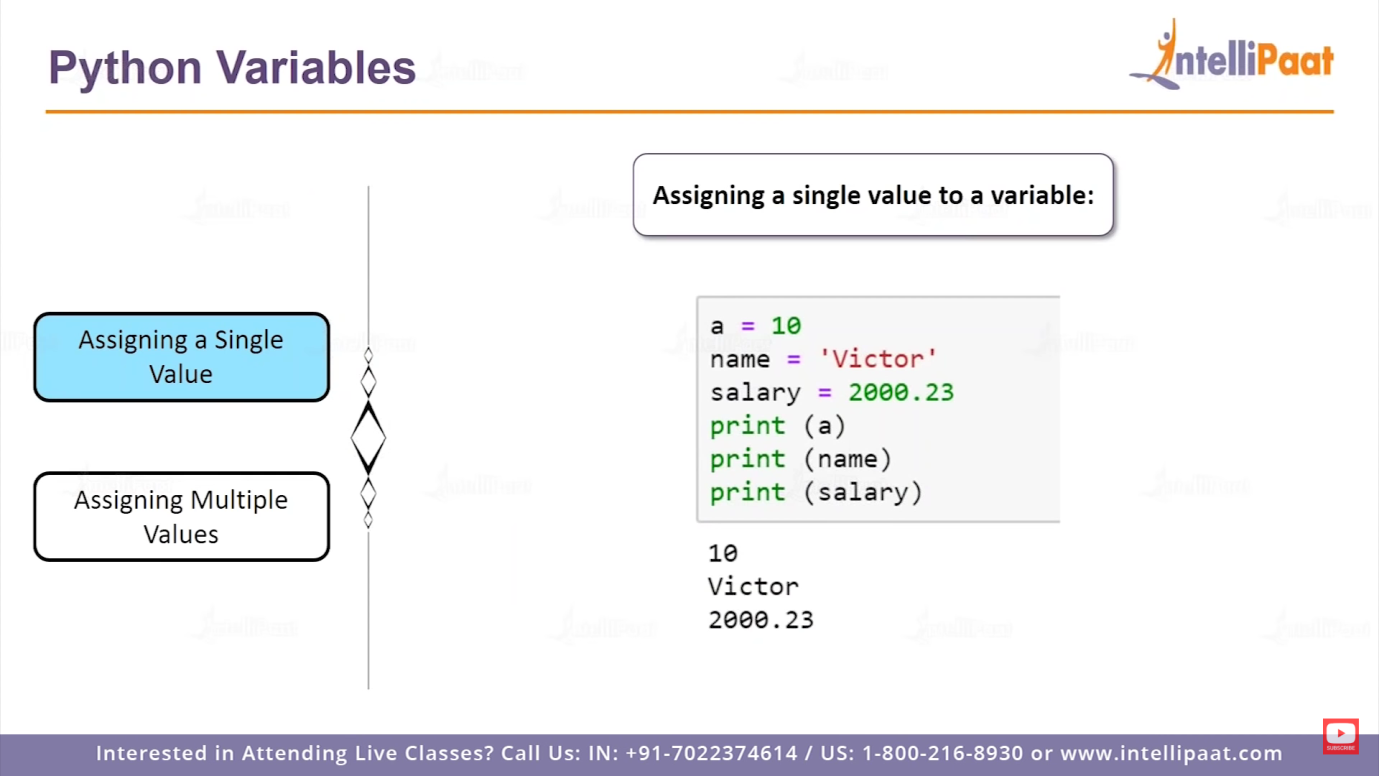 Python Variables
IntelliPaat
Assigning a single value to a variable:
Assigning a Single
Value
Assigning Multiple
Values
a = 10
name = 'Victor'
salary = 2000.23
print (a)
print (name)
print (salary)
10
Victor
2000.23
SUBSCRIBE
Interested in Attending Live Classes? Call Us: IN: +91-7022374614 / US: 1-800-216-8930 or www.intellipaat.com